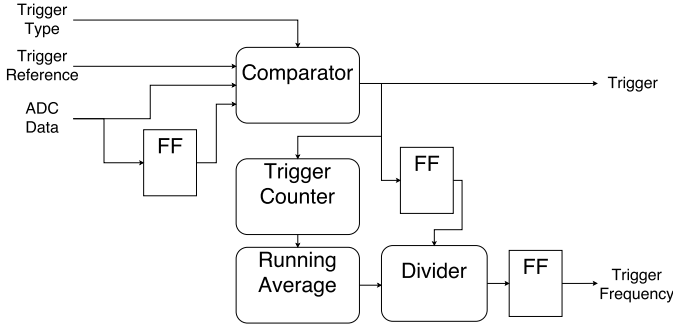 Trigger
Type
Trigger
Reference
ADC
Data
Comparator
Trigger
FF
Trigger
Counter
FF
Running
Average
Divider
FF
Trigger
Frequency